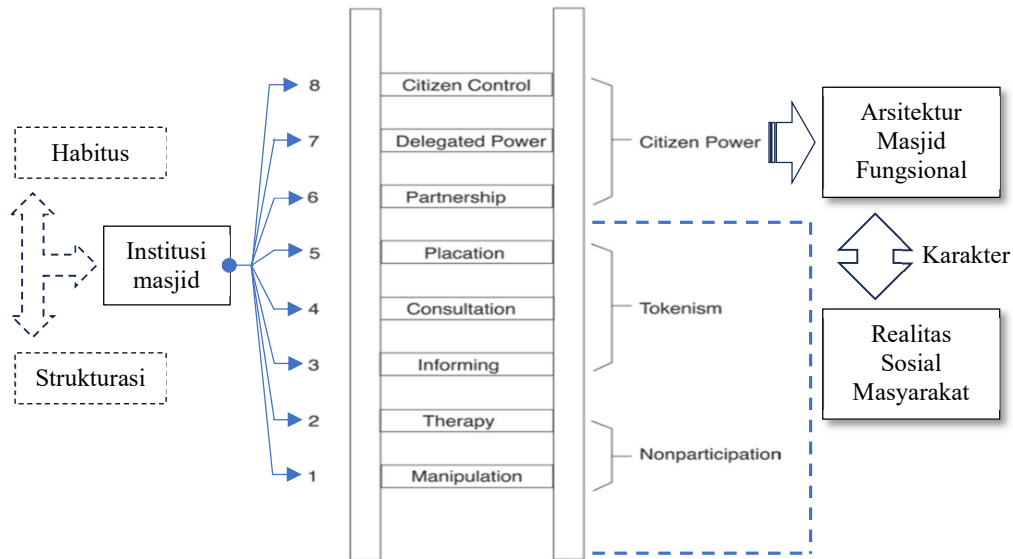 Habitus
Institusi
masjid
Strukturasi
8
7
6
5
4
3
2
1
Citizen Control
Delegated Power
Partnership
Placation
Consultation
Informing
Therapy
Manipulation
Citizen Power
Tokenism
Nonparticipation
Arsitektur
Masjid
Fungsional
Karakter
Realitas
Sosial
Masyarakat